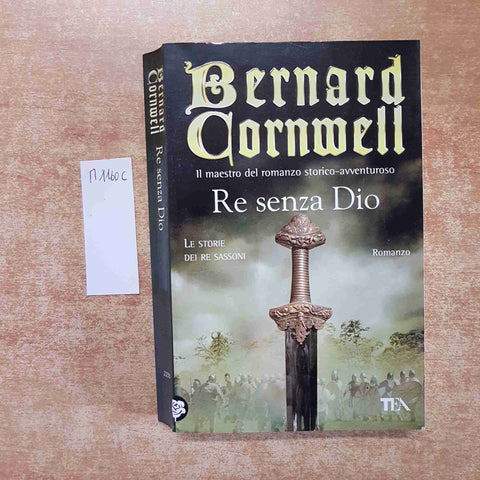 M1160C
Bernard
Cornwell
Re senza Dio
Bernard
Cornwell
Il maestro del romanzo storico-avventuroso
Re senza Dio
LE STORIE
DEI RE SASSONI
Romanzo
TEA